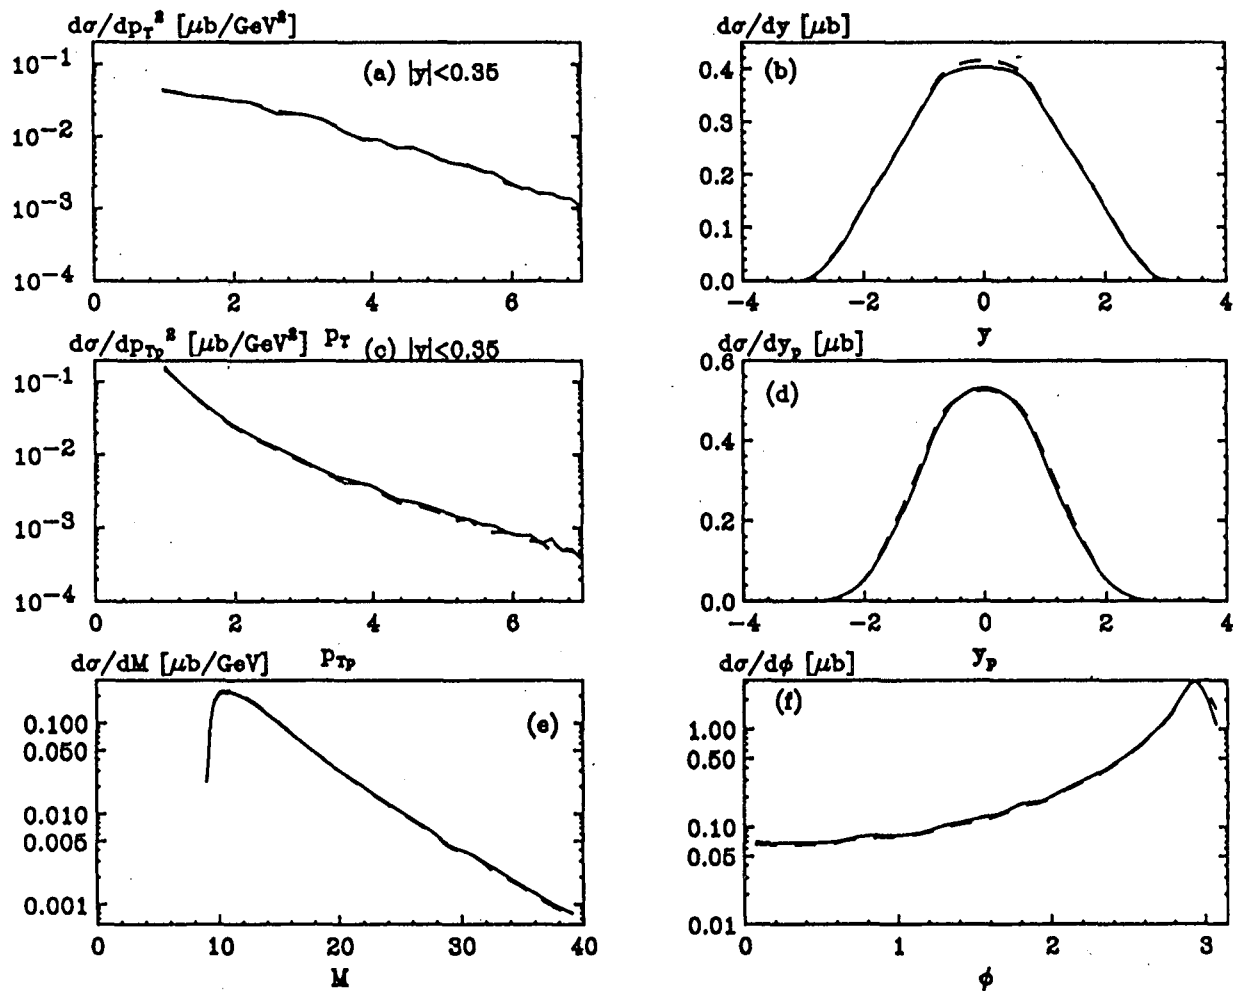 dσ/dp_T² [μb/GeV²]
(a) |y|<0.35
10⁻¹
10⁻²
10⁻³
10⁻⁴
0 2 4 6
p_T
dσ/dy [μb]
(b)
0.4
0.3
0.2
0.1
0.0
−4 −2 0 2 4
y
dσ/dp_Tp² [μb/GeV²]
(c) |y|<0.35
10⁻¹
10⁻²
10⁻³
10⁻⁴
0 2 4 6
p_Tp
dσ/dy_p [μb]
(d)
0.6
0.4
0.2
0.0
−4 −2 0 2 4
y_p
dσ/dM [μb/GeV]
(e)
0.100
0.050
0.010
0.005
0.001
0 10 20 30 40
M
dσ/dϕ [μb]
(f)
1.00
0.50
0.10
0.05
0.01
0 1 2 3
ϕ